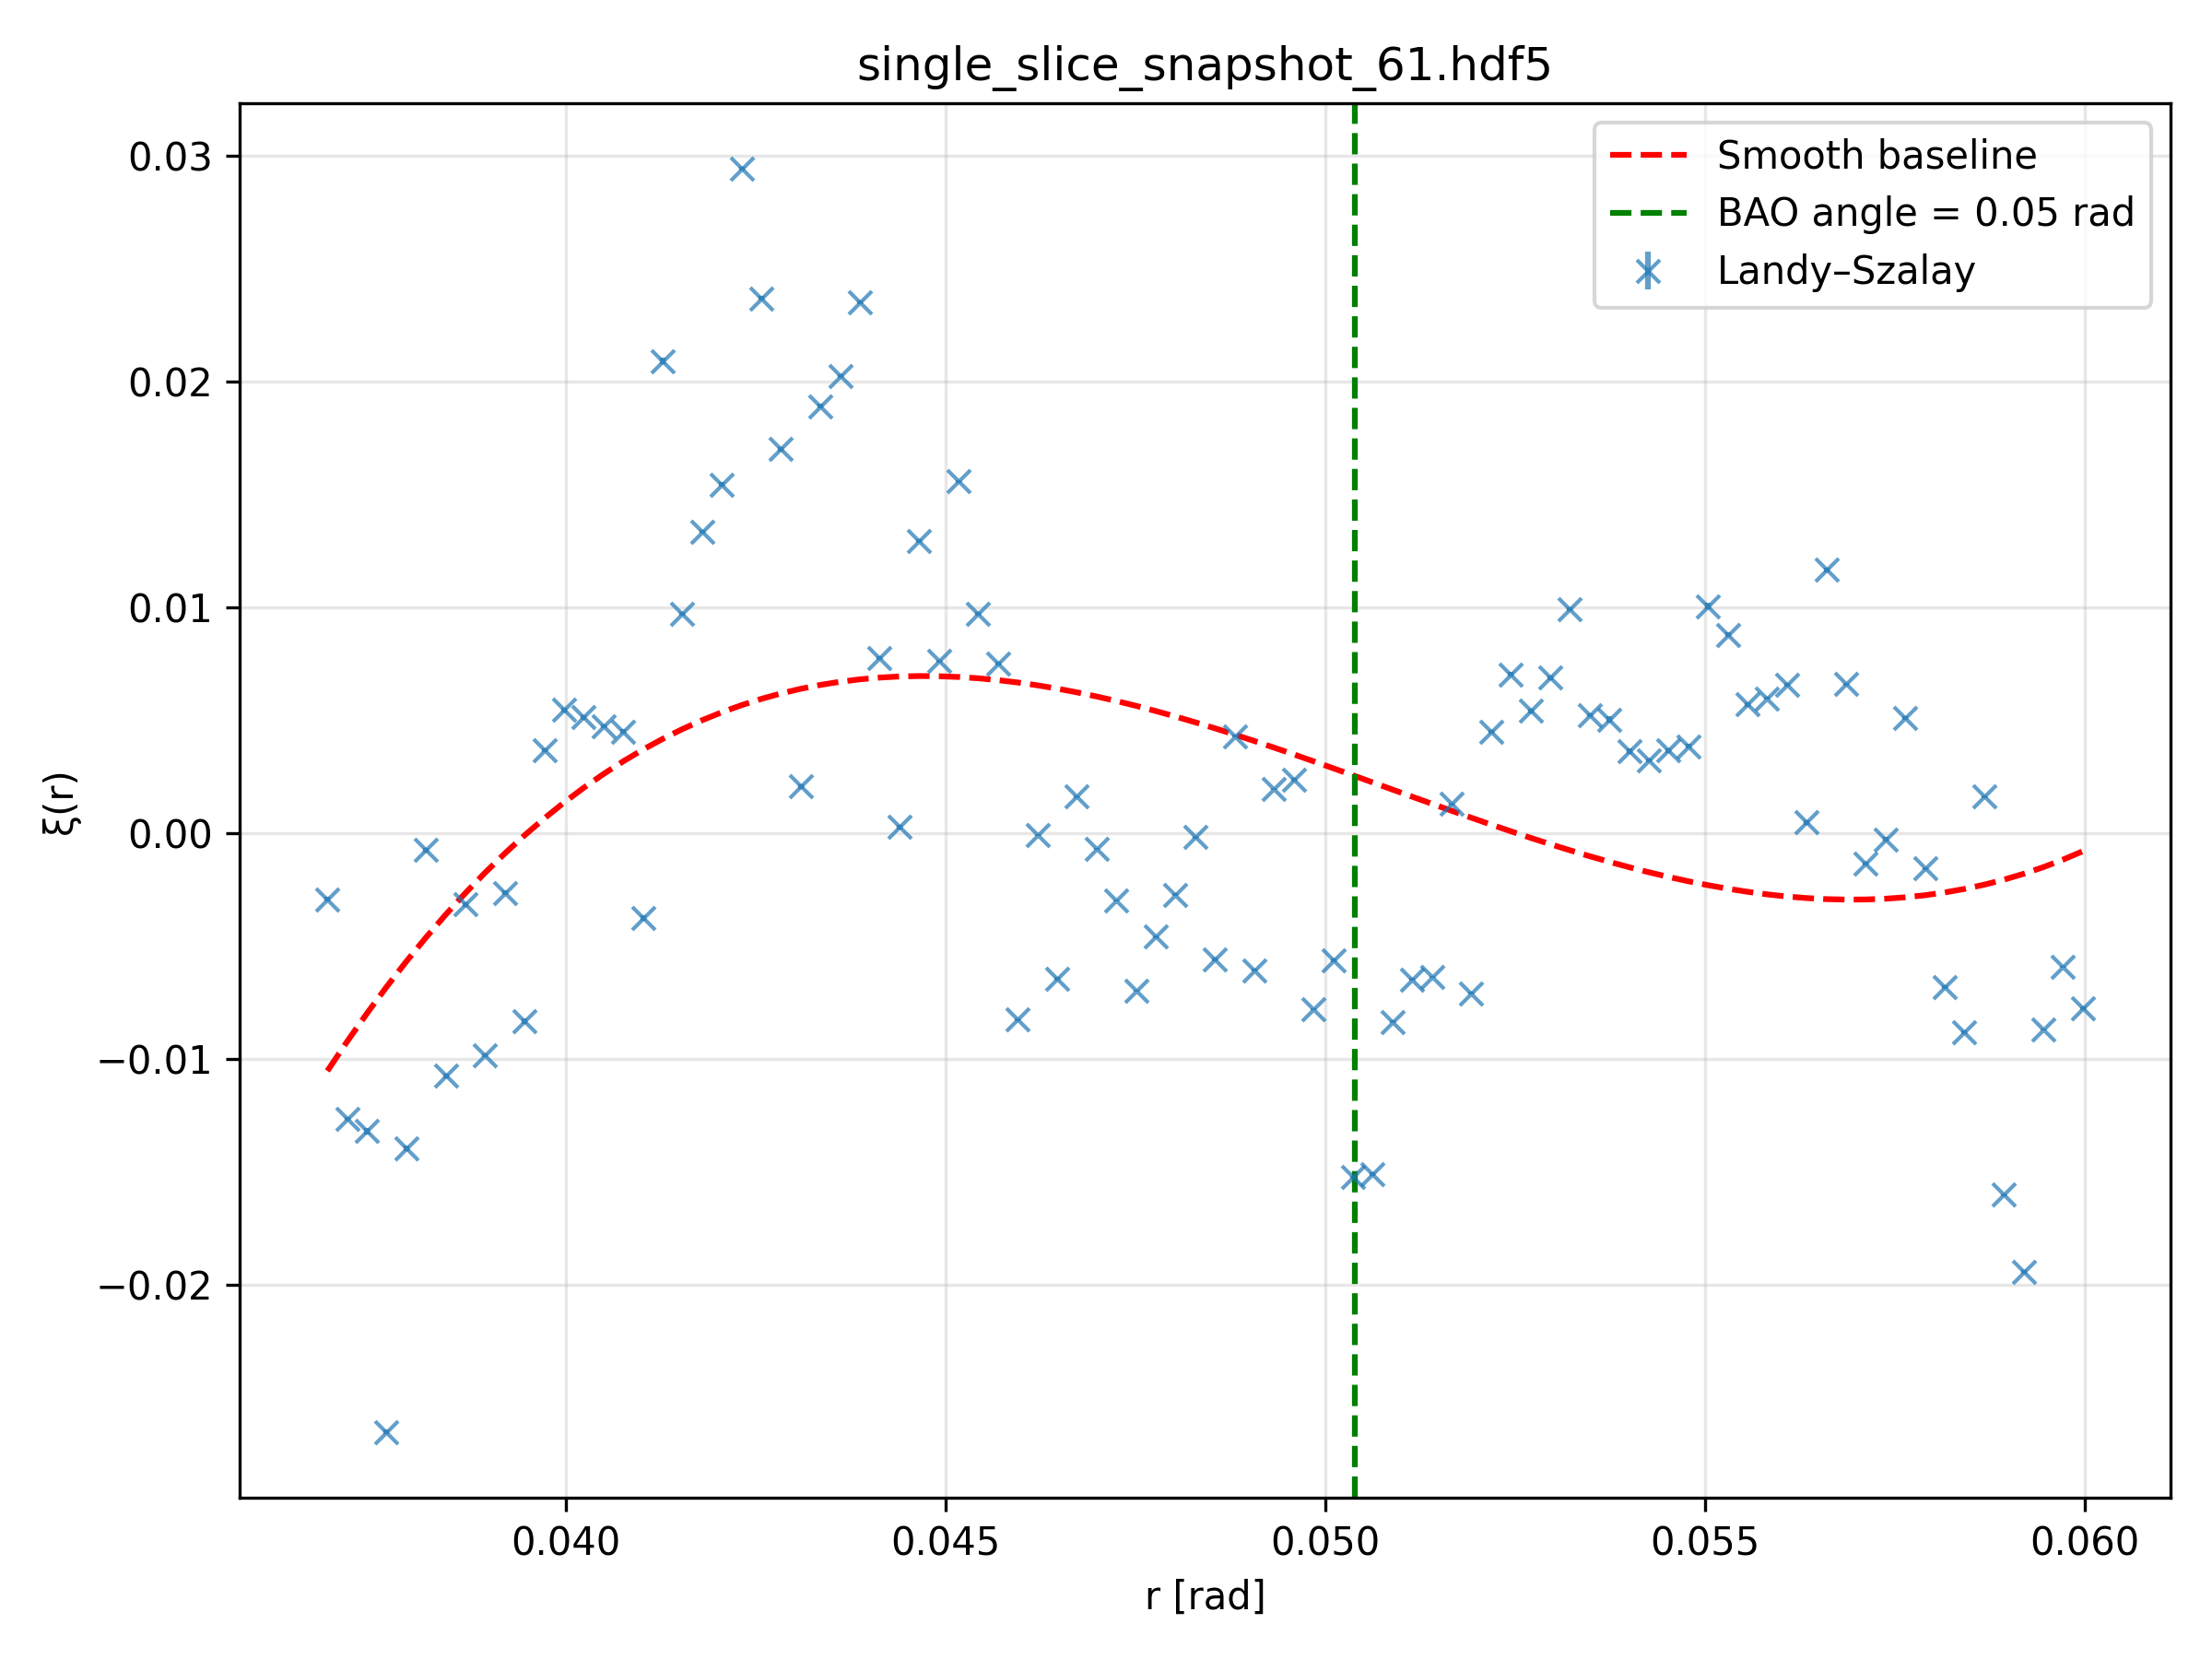 single_slice_snapshot_61.hdf5
Smooth baseline
BAO angle = 0.05 rad
Landy–Szalay
ξ(r)
0.03
0.02
0.01
0.00
−0.01
−0.02
0.040
0.045
0.050
0.055
0.060
r [rad]